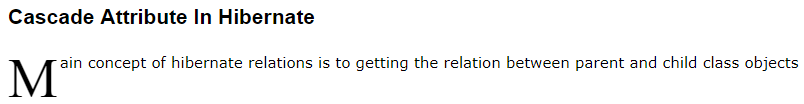 Cascade Attribute In Hibernate
Main concept of hibernate relations is to getting the relation between parent and child class objects